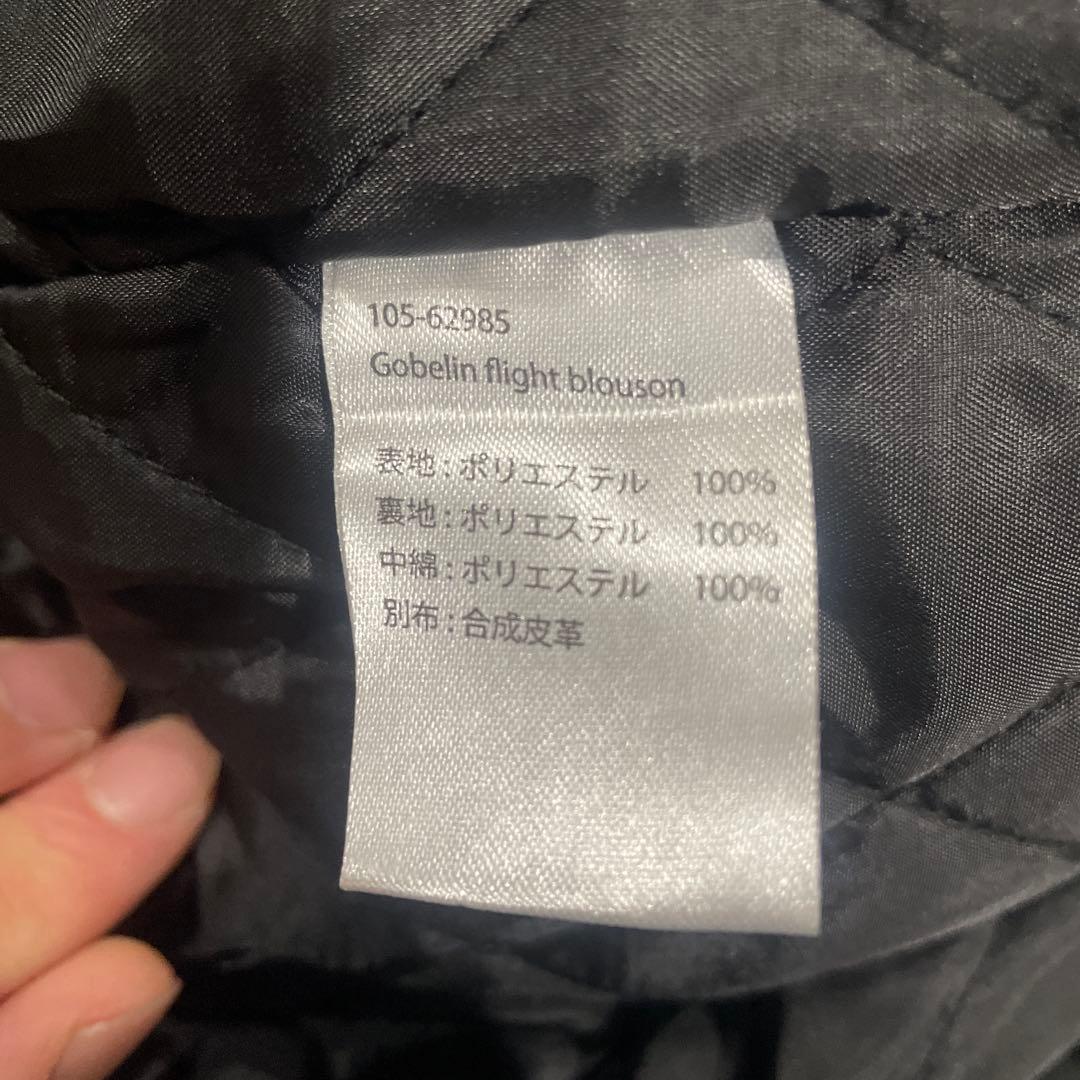 105-62985
Gobelin flight blouson
表地：ポリエステル　100%
裏地：ポリエステル　100%
中綿：ポリエステル　100%
別布：合成皮革